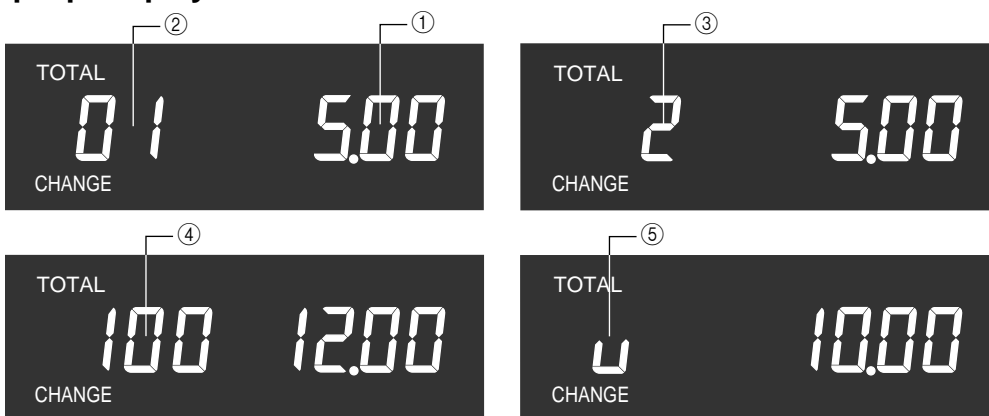 ② ①
TOTAL
01 5.00
CHANGE
③
TOTAL
2 5.00
CHANGE
④
TOTAL
100 12.00
CHANGE
⑤
TOTAL
u 10.00
CHANGE